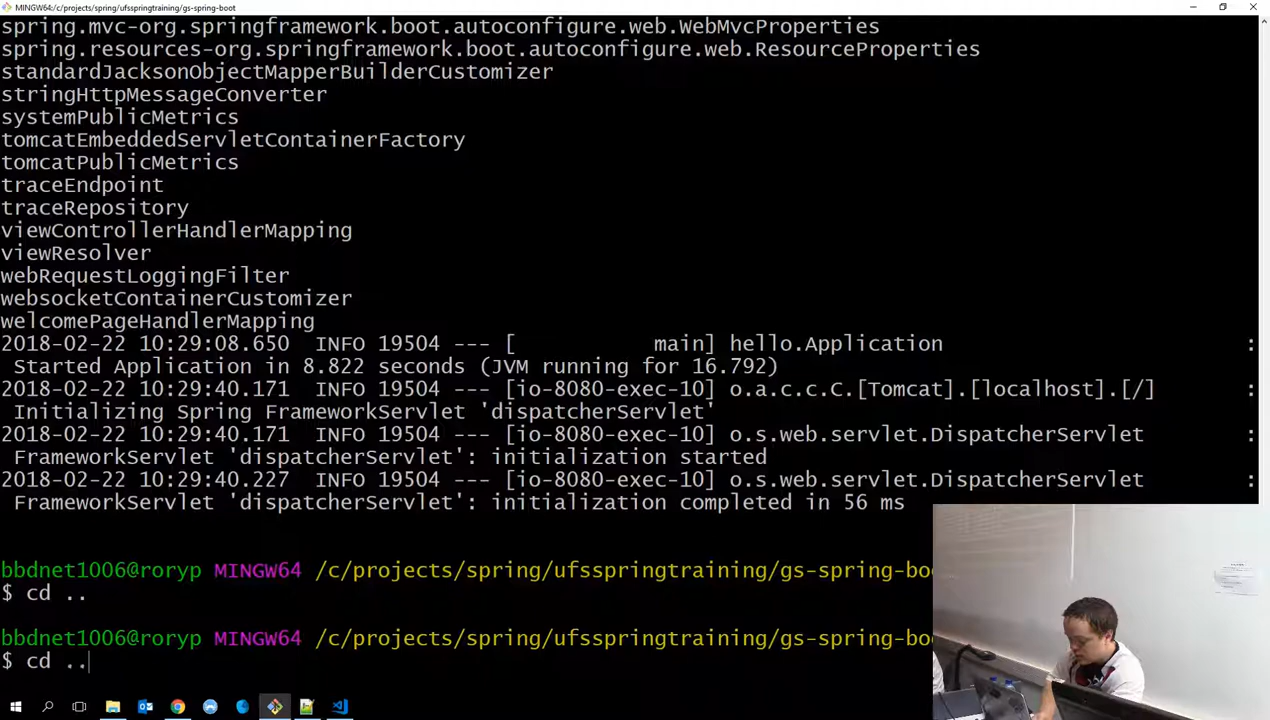 MINGW64:/c/projects/spring/ufsspringtraining/gs-spring-boot
spring.mvc-org.springframework.boot.autoconfigure.web.WebMvcProperties
spring.resources-org.springframework.boot.autoconfigure.web.ResourceProperties
standardJacksonObjectMapperBuilderCustomizer
stringHttpMessageConverter
systemPublicMetrics
tomcatEmbeddedServletContainerFactory
tomcatPublicMetrics
traceEndpoint
traceRepository
viewControllerHandlerMapping
viewResolver
webRequestLoggingFilter
websocketContainerCustomizer
welcomePageHandlerMapping
2018-02-22 10:29:08.650  INFO 19504 --- [           main] hello.Application                        :
 Started Application in 8.822 seconds (JVM running for 16.792)
2018-02-22 10:29:40.171  INFO 19504 --- [io-8080-exec-10] o.a.c.c.C.[Tomcat].[localhost].[/]       :
 Initializing Spring FrameworkServlet 'dispatcherServlet'
2018-02-22 10:29:40.171  INFO 19504 --- [io-8080-exec-10] o.s.web.servlet.DispatcherServlet        :
 FrameworkServlet 'dispatcherServlet': initialization started
2018-02-22 10:29:40.227  INFO 19504 --- [io-8080-exec-10] o.s.web.servlet.DispatcherServlet        :
 FrameworkServlet 'dispatcherServlet': initialization completed in 56 ms
bbdnet1006@roryp MINGW64 /c/projects/spring/ufsspringtraining/gs-spring-bo
$ cd ..
bbdnet1006@roryp MINGW64 /c/projects/spring/ufsspringtraining/gs-spring-bo
$ cd ..